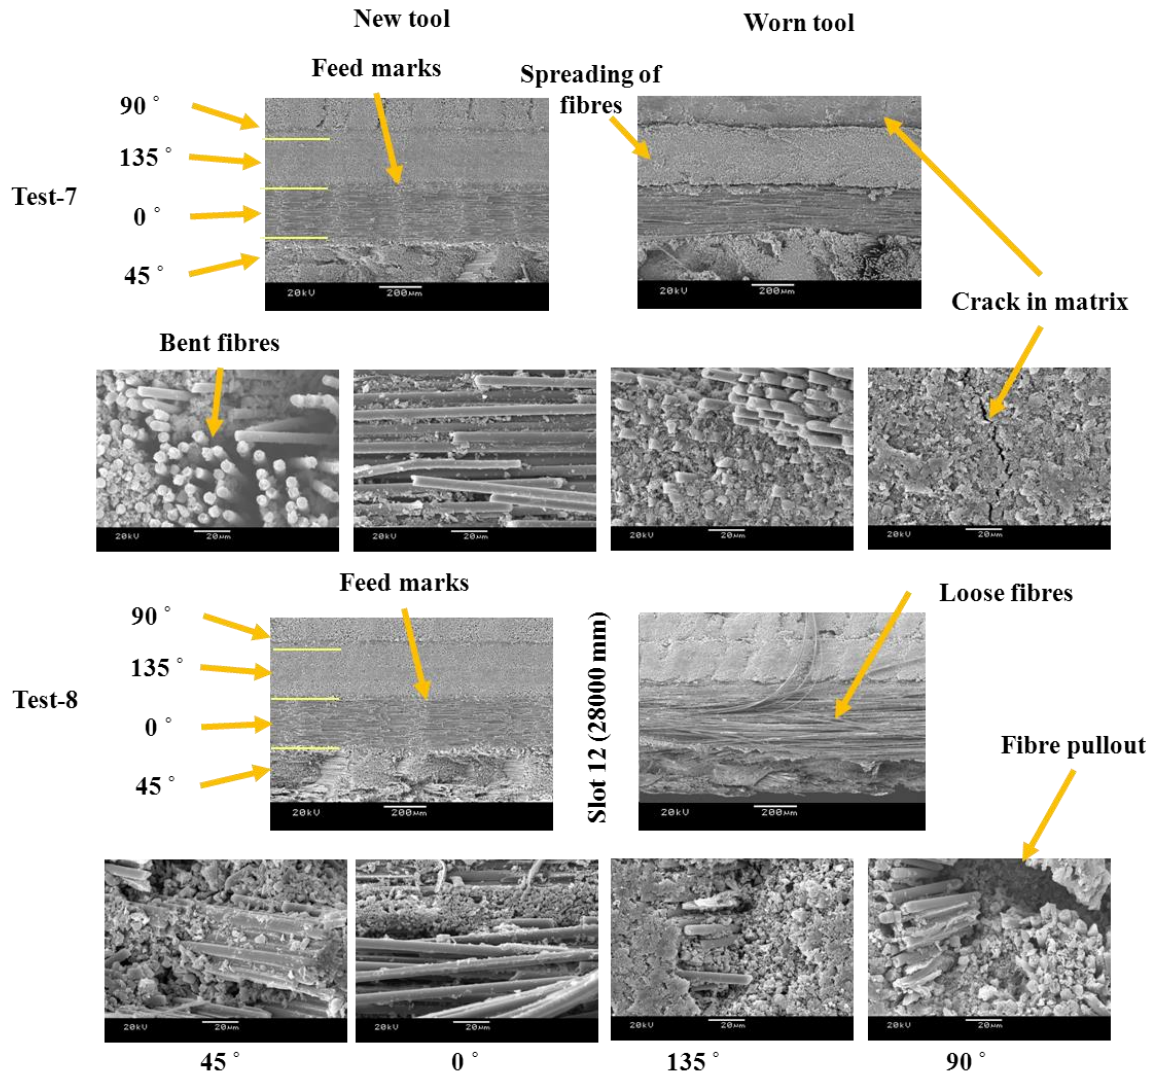 New tool
Worn tool
Feed marks
Spreading of
fibres
90 °
135 °
Test-7
0 °
45 °
20kV 200µm
20kV 200µm
Crack in matrix
Bent fibres
20kV 20µm
20kV 20µm
20kV 20µm
20kV 20µm
Feed marks
Loose fibres
90 °
135 °
Test-8
0 °
45 °
Slot 12 (28000 mm)
Fibre pullout
20kV 200µm
20kV 200µm
20kV 20µm
20kV 20µm
20kV 20µm
20kV 20µm
45 °
0 °
135 °
90 °